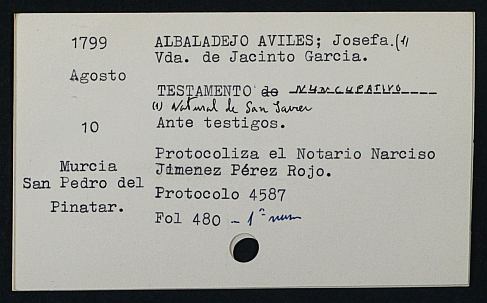 1799
Agosto
10
Murcia
San Pedro del
Pinatar.
ALBALADEJO AVILES; Josefa.(1)
Vda. de Jacinto Garcia.
TESTAMENTO de NUNCUPATIVO
(1) Natural de San Javier
Ante testigos.
Protocoliza el Notario Narciso
Jimenez Pérez Rojo.
Protocolo 4587
Fol 480 - 1ª num